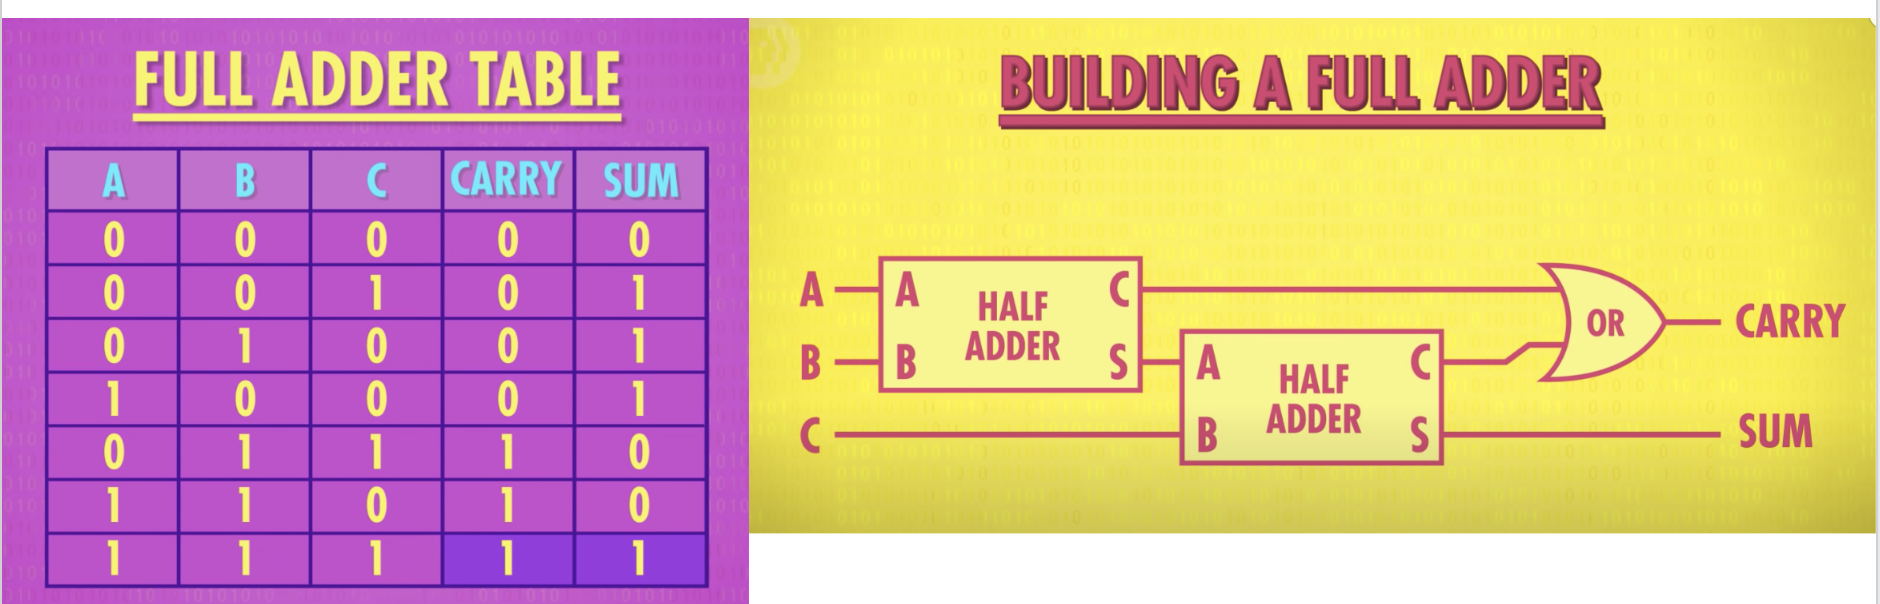 FULL ADDER TABLE
A B C CARRY SUM
0 0 0 0 0
0 0 1 0 1
0 1 0 0 1
1 0 0 0 1
0 1 1 1 0
1 1 0 1 0
1 1 1 1 1
BUILDING A FULL ADDER
A A HALF ADDER C
B B S
A HALF ADDER C
C B S
OR CARRY
SUM